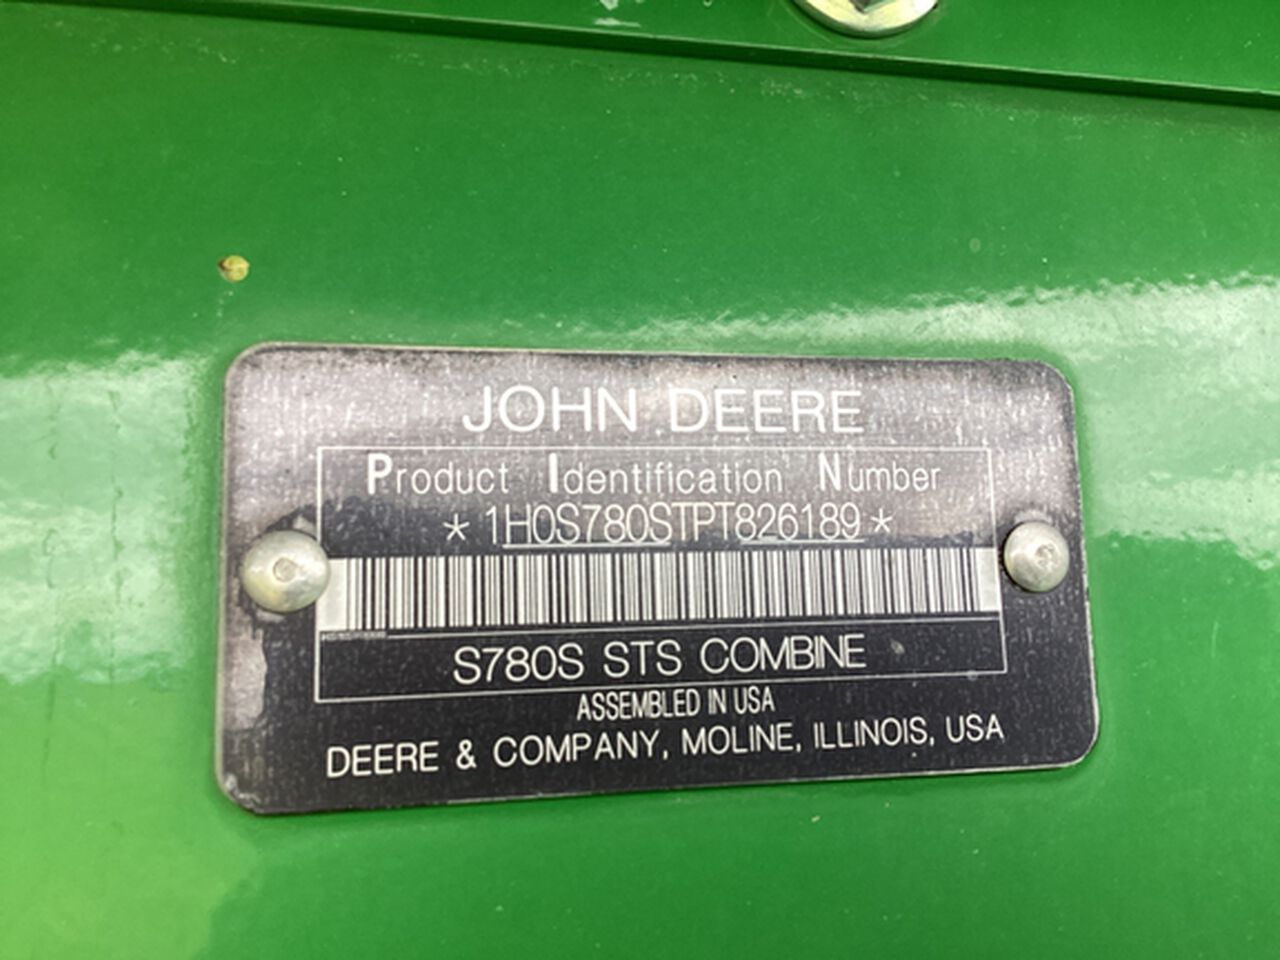 JOHN DEERE
Product Identification Number
*1H0S780STPT826189*
S780S STS COMBINE
ASSEMBLED IN USA
DEERE & COMPANY, MOLINE, ILLINOIS, USA